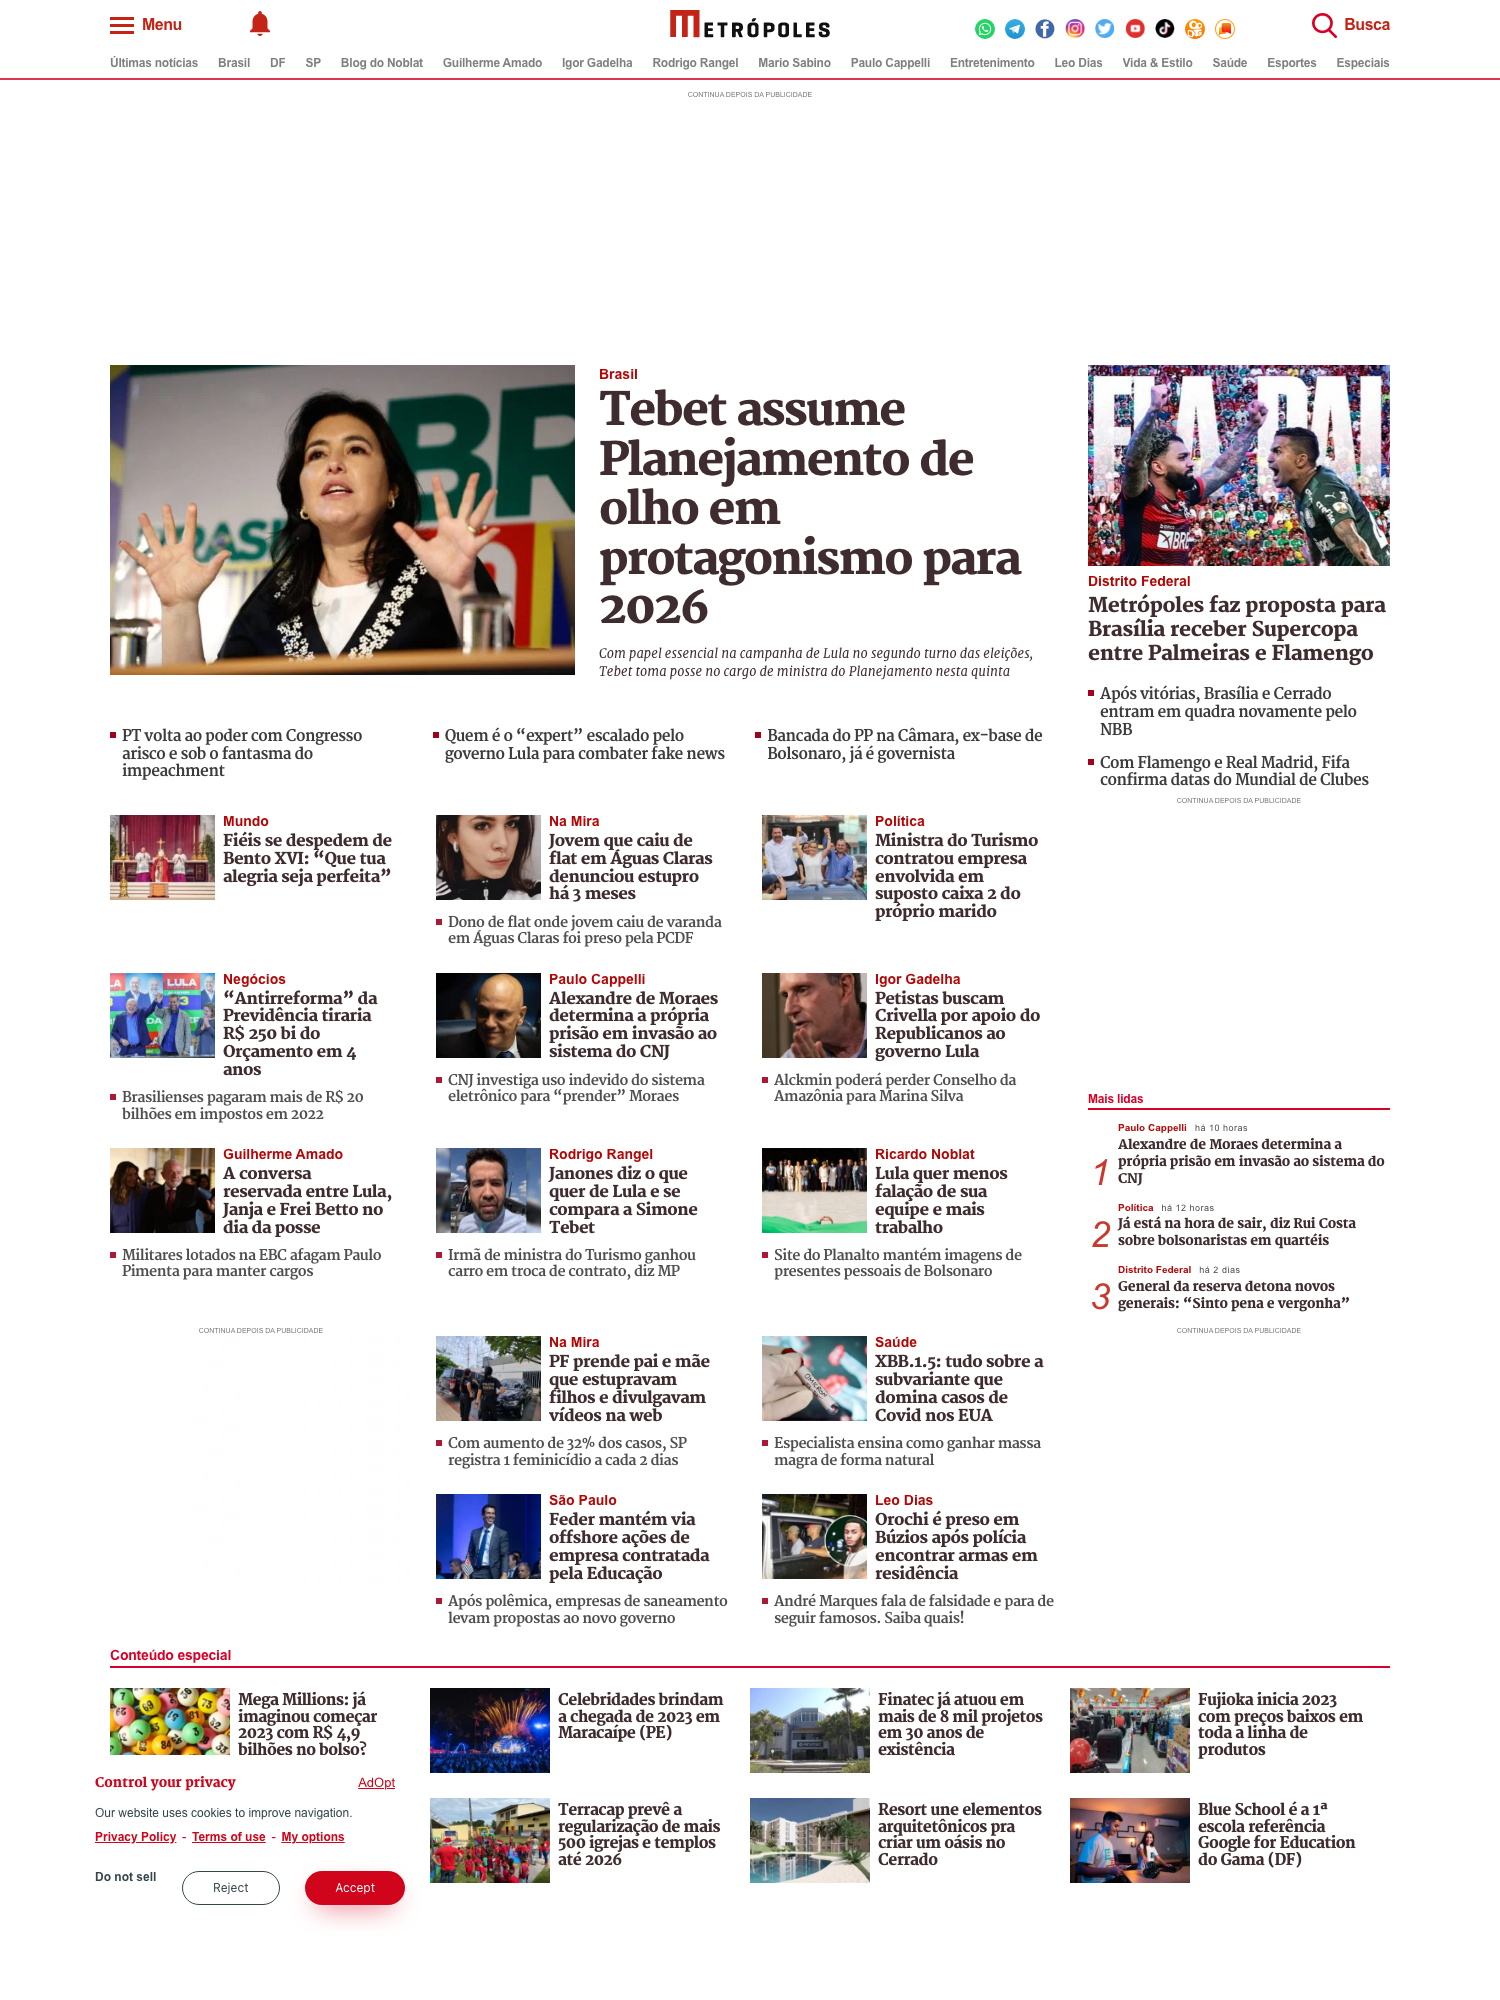 Menu
METRÓPOLES
Busca
Últimas notícias Brasil DF SP Blog do Noblat Guilherme Amado Igor Gadelha Rodrigo Rangel Mario Sabino Paulo Cappelli Entretenimento Leo Dias Vida & Estilo Saúde Esportes Especiais
CONTINUA DEPOIS DA PUBLICIDADE
Brasil
Tebet assume
Planejamento de
olho em
protagonismo para
2026
Com papel essencial na campanha de Lula no segundo turno das eleições,
Tebet toma posse no cargo de ministra do Planejamento nesta quinta
Distrito Federal
Metrópoles faz proposta para
Brasília receber Supercopa
entre Palmeiras e Flamengo
Após vitórias, Brasília e Cerrado
entram em quadra novamente pelo
NBB
Com Flamengo e Real Madrid, Fifa
confirma datas do Mundial de Clubes
CONTINUA DEPOIS DA PUBLICIDADE
PT volta ao poder com Congresso
arisco e sob o fantasma do
impeachment
Quem é o “expert” escalado pelo
governo Lula para combater fake news
Bancada do PP na Câmara, ex-base de
Bolsonaro, já é governista
Mundo
Fiéis se despedem de
Bento XVI: “Que tua
alegria seja perfeita”
Na Mira
Jovem que caiu de
flat em Águas Claras
denunciou estupro
há 3 meses
Dono de flat onde jovem caiu de varanda
em Águas Claras foi preso pela PCDF
Política
Ministra do Turismo
contratou empresa
envolvida em
suposto caixa 2 do
próprio marido
Negócios
“Antirreforma” da
Previdência tiraria
R$ 250 bi do
Orçamento em 4
anos
Brasilienses pagaram mais de R$ 20
bilhões em impostos em 2022
Paulo Cappelli
Alexandre de Moraes
determina a própria
prisão em invasão ao
sistema do CNJ
CNJ investiga uso indevido do sistema
eletrônico para “prender” Moraes
Igor Gadelha
Petistas buscam
Crivella por apoio do
Republicanos ao
governo Lula
Alckmin poderá perder Conselho da
Amazônia para Marina Silva
Guilherme Amado
A conversa
reservada entre Lula,
Janja e Frei Betto no
dia da posse
Militares lotados na EBC afagam Paulo
Pimenta para manter cargos
Rodrigo Rangel
Janones diz o que
quer de Lula e se
compara a Simone
Tebet
Irmã de ministra do Turismo ganhou
carro em troca de contrato, diz MP
Ricardo Noblat
Lula quer menos
falação de sua
equipe e mais
trabalho
Site do Planalto mantém imagens de
presentes pessoais de Bolsonaro
Mais lidas
1
Paulo Cappelli há 10 horas
Alexandre de Moraes determina a
própria prisão em invasão ao sistema do
CNJ
2
Política há 12 horas
Já está na hora de sair, diz Rui Costa
sobre bolsonaristas em quartéis
3
Distrito Federal há 2 dias
General da reserva detona novos
generais: “Sinto pena e vergonha”
CONTINUA DEPOIS DA PUBLICIDADE
CONTINUA DEPOIS DA PUBLICIDADE
Na Mira
PF prende pai e mãe
que estupravam
filhos e divulgavam
vídeos na web
Com aumento de 32% dos casos, SP
registra 1 feminicídio a cada 2 dias
Saúde
XBB.1.5: tudo sobre a
subvariante que
domina casos de
Covid nos EUA
Especialista ensina como ganhar massa
magra de forma natural
São Paulo
Feder mantém via
offshore ações de
empresa contratada
pela Educação
Após polêmica, empresas de saneamento
levam propostas ao novo governo
Leo Dias
Orochi é preso em
Búzios após polícia
encontrar armas em
residência
André Marques fala de falsidade e para de
seguir famosos. Saiba quais!
Conteúdo especial
Mega Millions: já
imaginou começar
2023 com R$ 4,9
bilhões no bolso?
Celebridades brindam
a chegada de 2023 em
Maracaípe (PE)
Finatec já atuou em
mais de 8 mil projetos
em 30 anos de
existência
Fujioka inicia 2023
com preços baixos em
toda a linha de
produtos
Terracap prevê a
regularização de mais
500 igrejas e templos
até 2026
Resort une elementos
arquitetônicos pra
criar um oásis no
Cerrado
Blue School é a 1ª
escola referência
Google for Education
do Gama (DF)
Control your privacy
AdOpt
Our website uses cookies to improve navigation.
Privacy Policy - Terms of use - My options
Do not sell
Reject
Accept